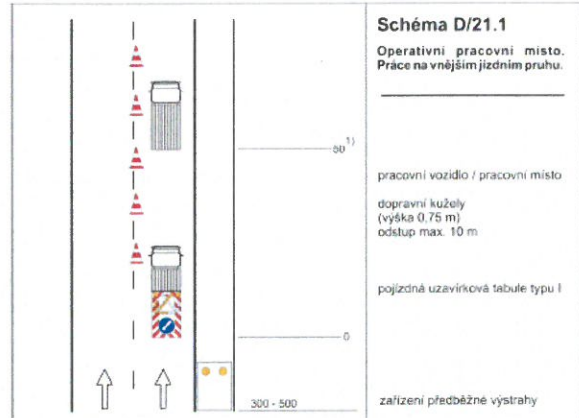 Schéma D/21.1
Operativní pracovní místo.
Práce na vnějším jízdním pruhu.
50 1)
pracovní vozidlo / pracovní místo
dopravní kužely
(výška 0,75 m)
odstup max. 10 m
pojízdná uzavírková tabule typu I
0
300 - 500
zařízení předběžné výstrahy